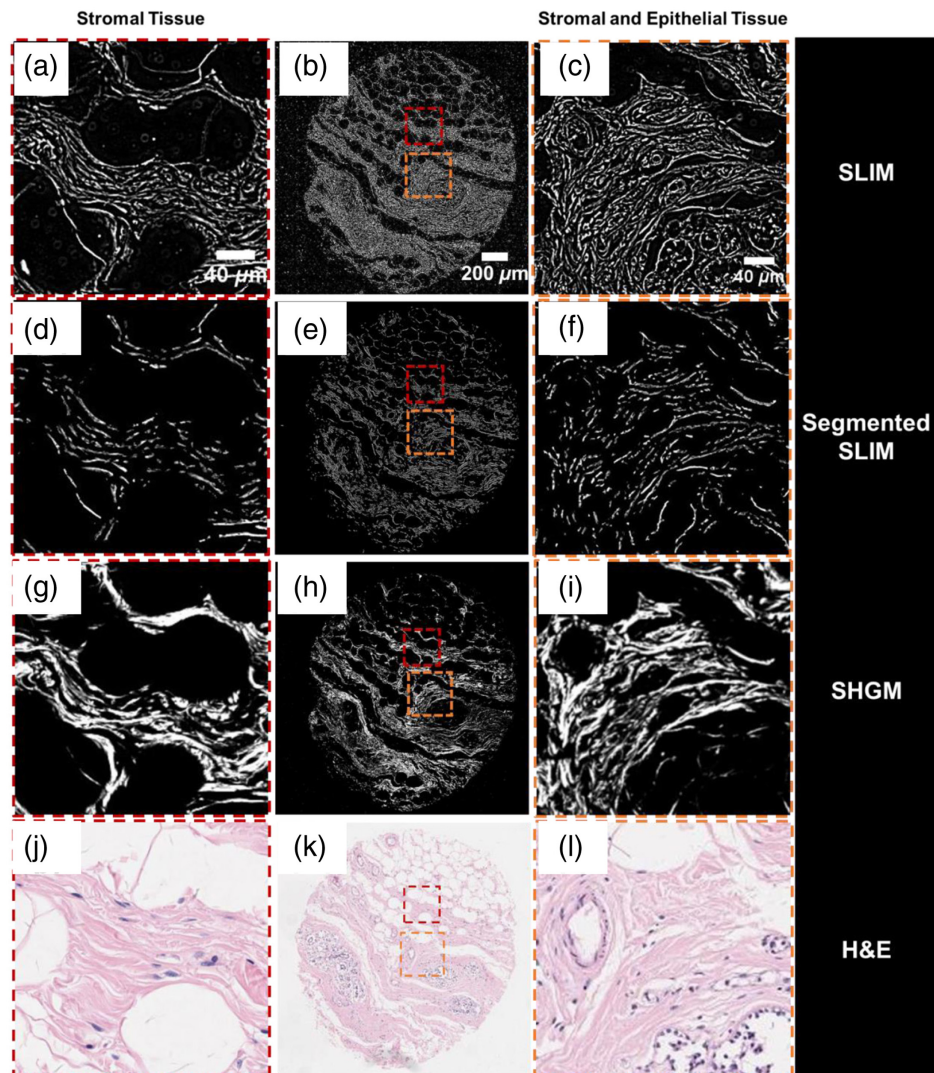 Stromal Tissue
Stromal and Epithelial Tissue
(a)
(b)
(c)
SLIM
40 µm
200 µm
40 µm
(d)
(e)
(f)
Segmented
SLIM
(g)
(h)
(i)
SHGM
(j)
(k)
(l)
H&E